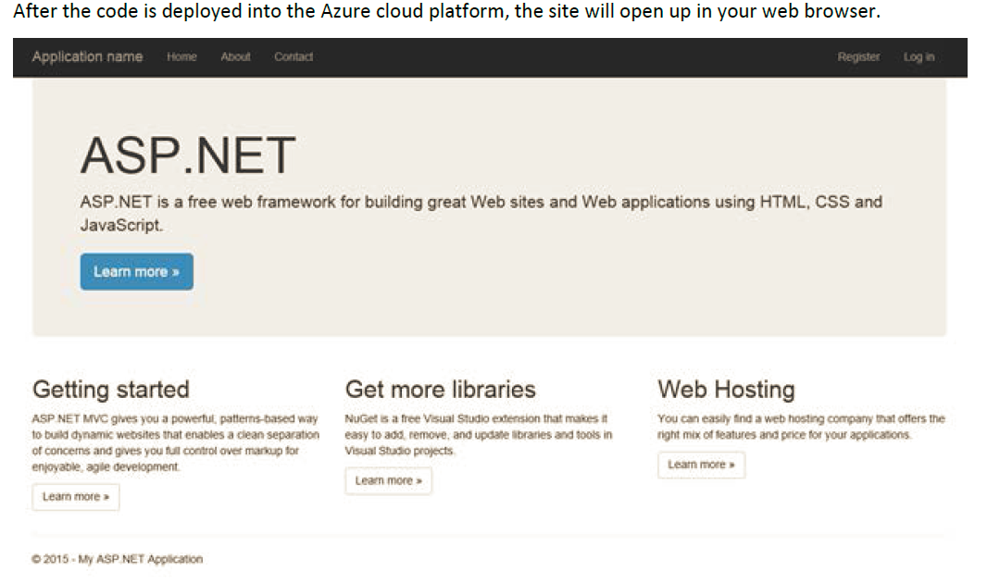 After the code is deployed into the Azure cloud platform, the site will open up in your web browser.
Application name Home About Contact Register Log in
ASP.NET
ASP.NET is a free web framework for building great Web sites and Web applications using HTML, CSS and
JavaScript.
Learn more »
Getting started
ASP.NET MVC gives you a powerful, patterns-based way
to build dynamic websites that enables a clean separation
of concerns and gives you full control over markup for
enjoyable, agile development.
Learn more »
Get more libraries
NuGet is a free Visual Studio extension that makes it
easy to add, remove, and update libraries and tools in
Visual Studio projects.
Learn more »
Web Hosting
You can easily find a web hosting company that offers the
right mix of features and price for your applications.
Learn more »
© 2015 - My ASP.NET Application